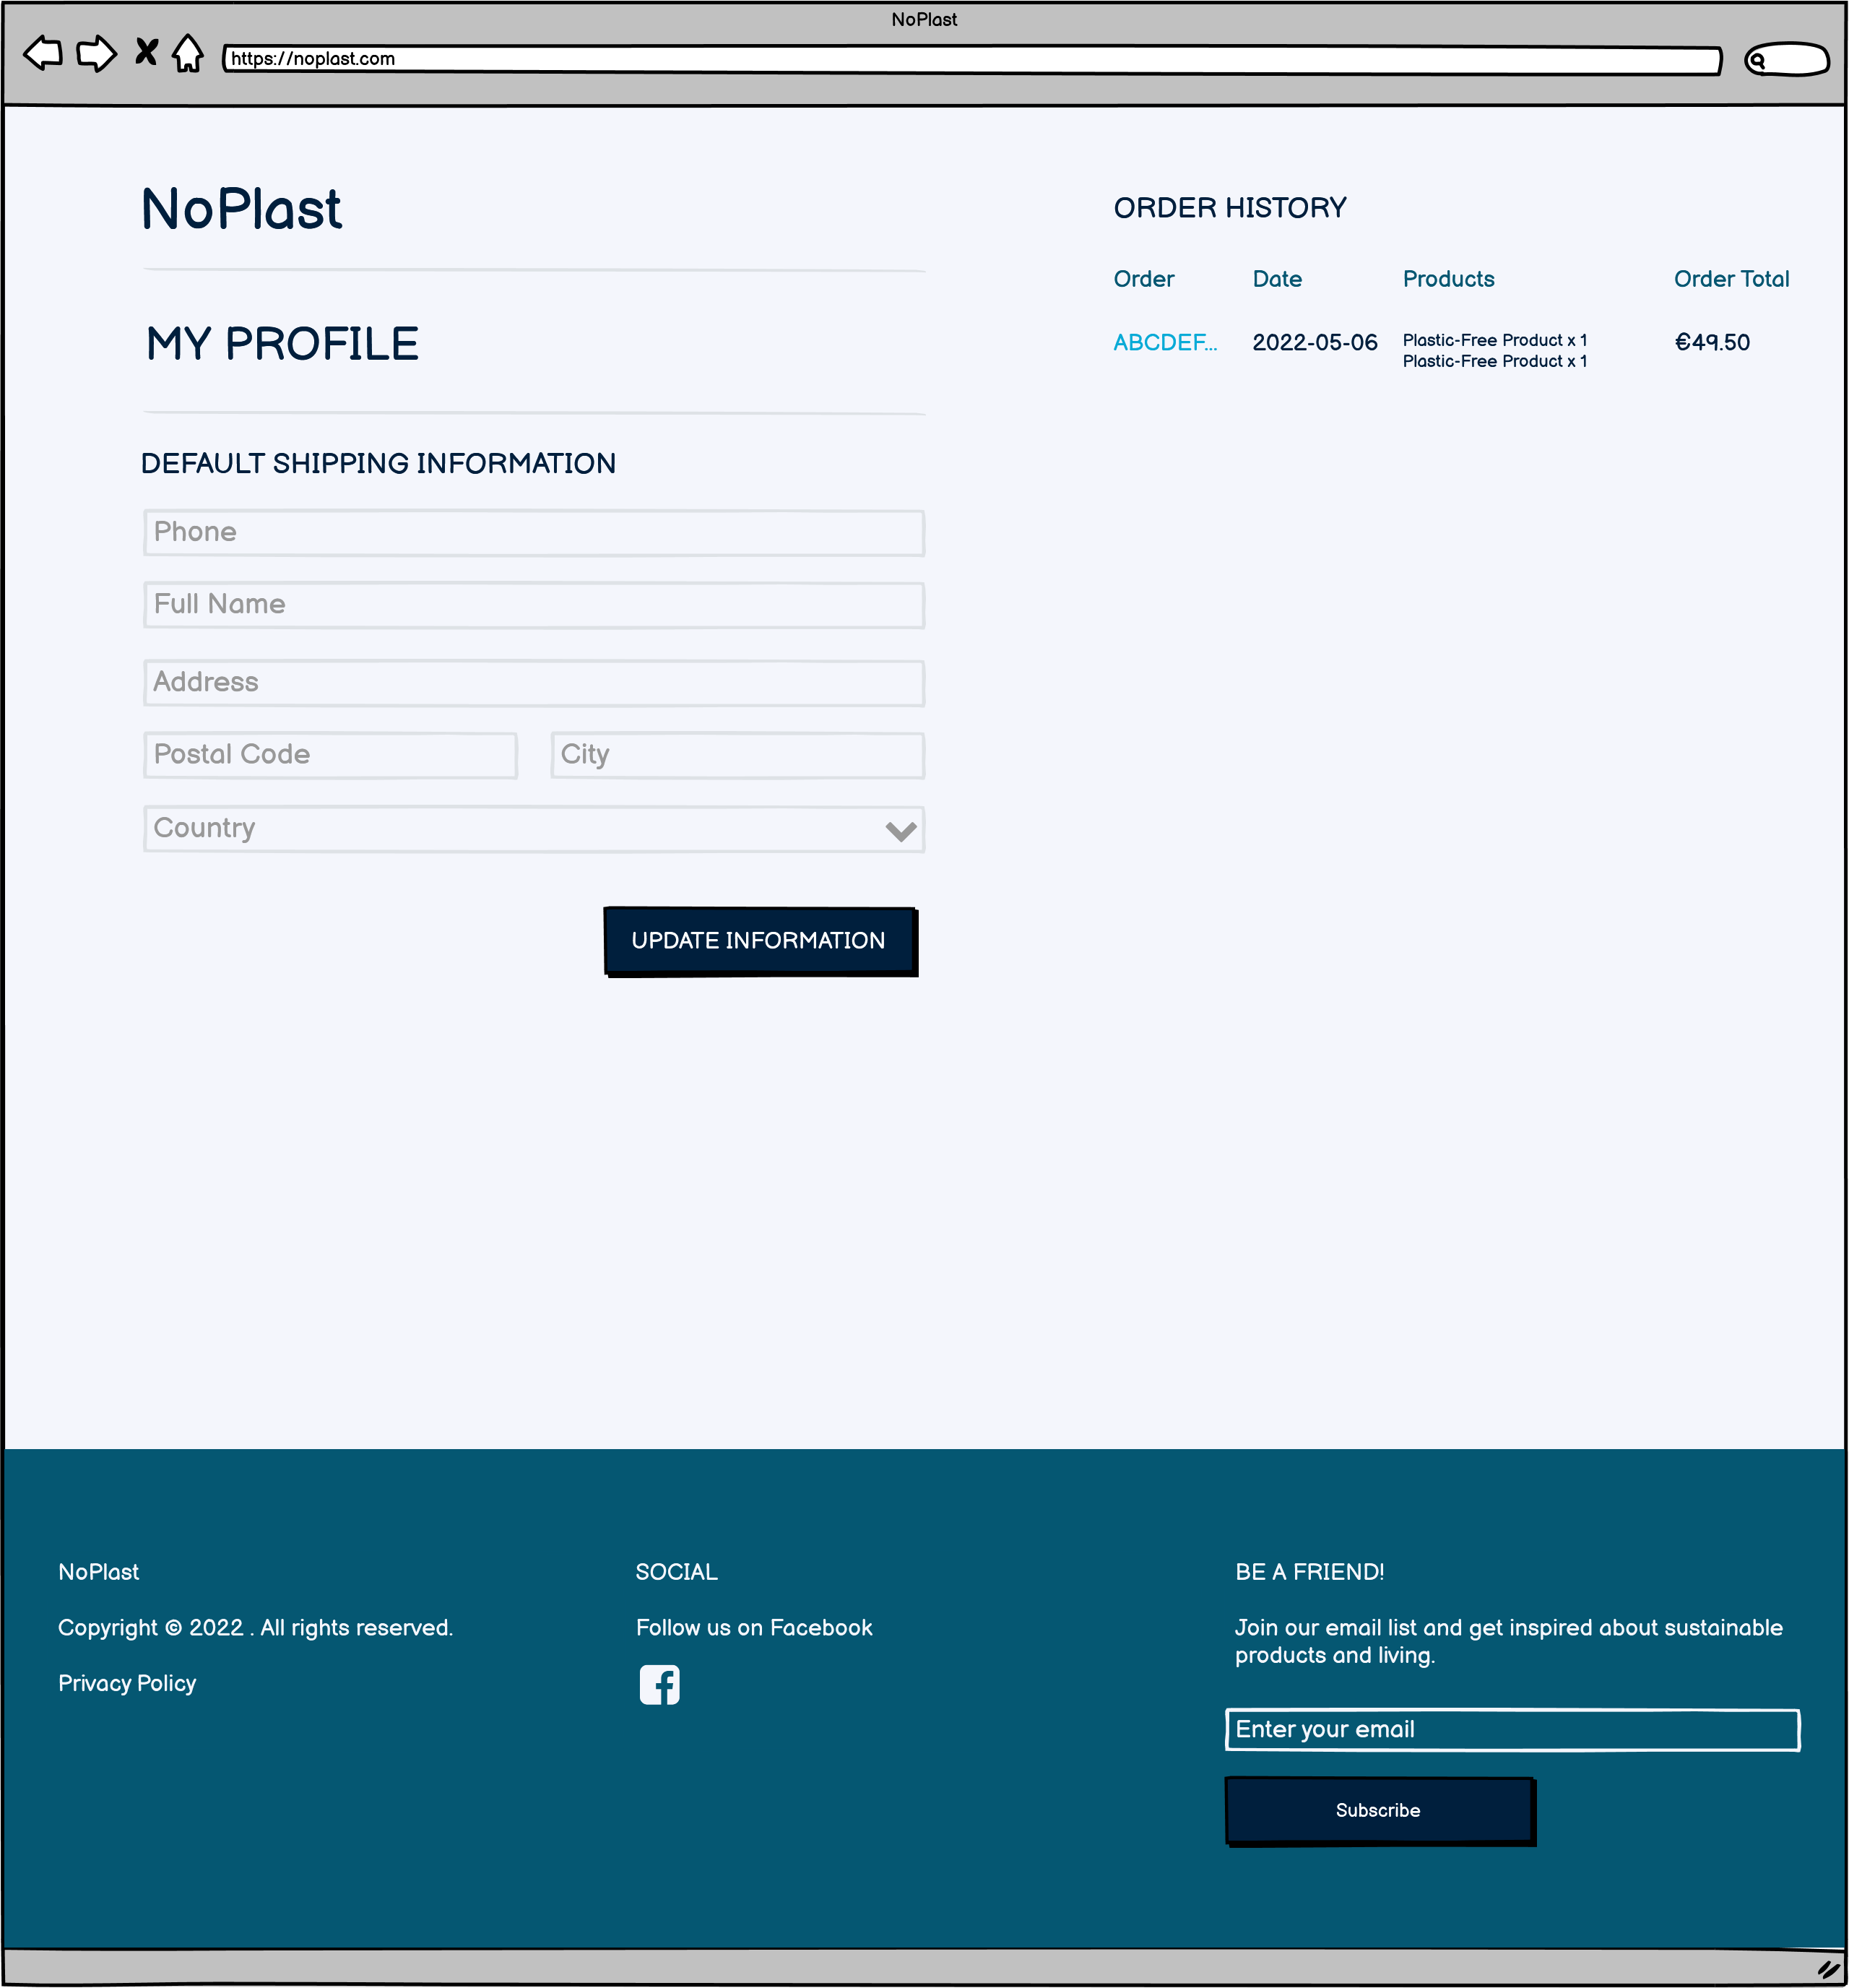 NoPlast
https://noplast.com
NoPlast
MY PROFILE
DEFAULT SHIPPING INFORMATION
Phone
Full Name
Address
Postal Code
City
Country
UPDATE INFORMATION
ORDER HISTORY
Order Date Products Order Total
ABCDEF... 2022-05-06 Plastic-Free Product x 1 €49.50
Plastic-Free Product x 1
NoPlast
Copyright © 2022 . All rights reserved.
Privacy Policy
SOCIAL
Follow us on Facebook
BE A FRIEND!
Join our email list and get inspired about sustainable
products and living.
Enter your email
Subscribe